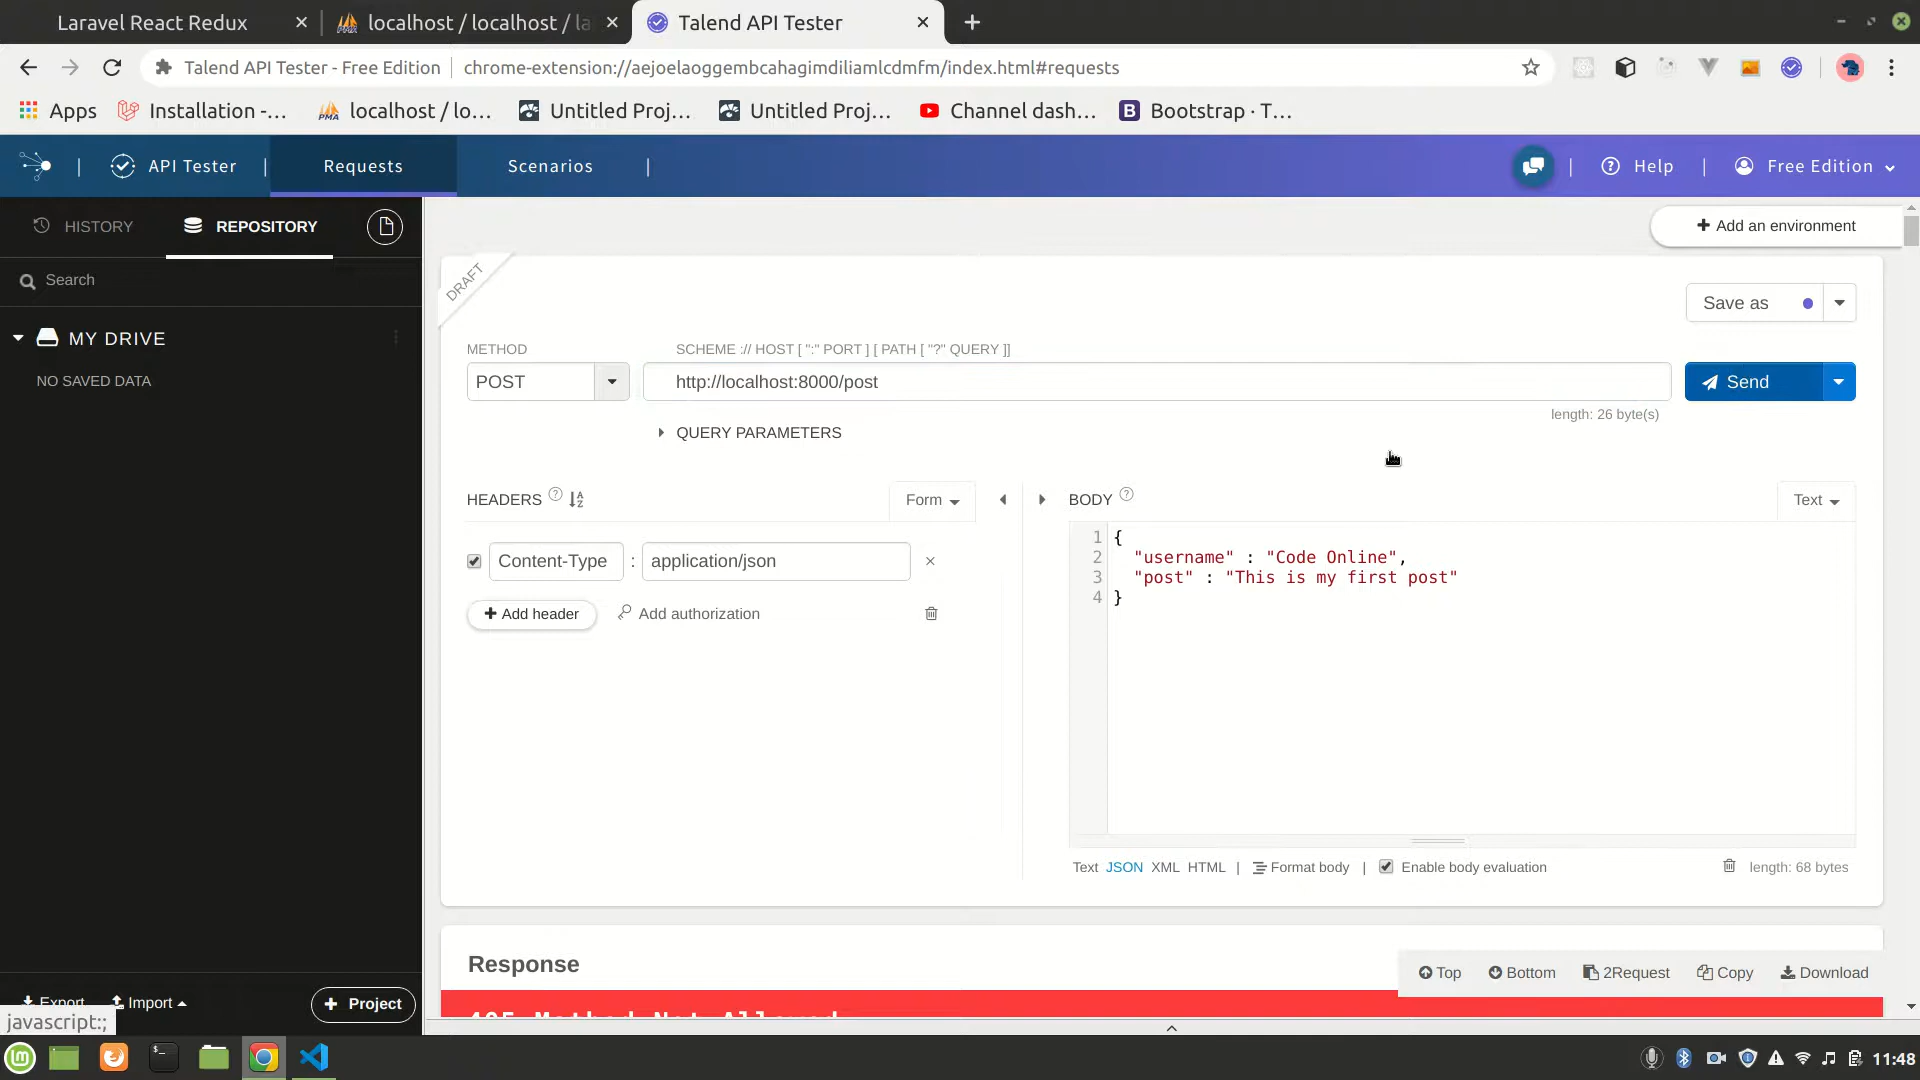 Laravel React Redux
localhost / localhost / la
Talend API Tester
Talend API Tester - Free Edition
chrome-extension://aejoelaoggembcahagimdiliamlcdmfm/index.html#requests
Apps
Installation -...
localhost / lo...
Untitled Proj...
Untitled Proj...
Channel dash...
Bootstrap · T...
API Tester
Requests
Scenarios
Help
Free Edition
HISTORY
REPOSITORY
Add an environment
Search
DRAFT
Save as
MY DRIVE
NO SAVED DATA
METHOD
SCHEME :// HOST [ ":" PORT ] [ PATH [ "?" QUERY ]]
POST
http://localhost:8000/post
Send
length: 26 byte(s)
QUERY PARAMETERS
HEADERS
Form
BODY
Text
Content-Type : application/json
Add header
Add authorization
1 {
2 "username" : "Code Online",
3 "post" : "This is my first post"
4 }
Text JSON XML HTML | Format body | Enable body evaluation
length: 68 bytes
Response
Top
Bottom
2Request
Copy
Download
405 Method Not Allowed
Export
Import
+ Project
javascript:;
11:48